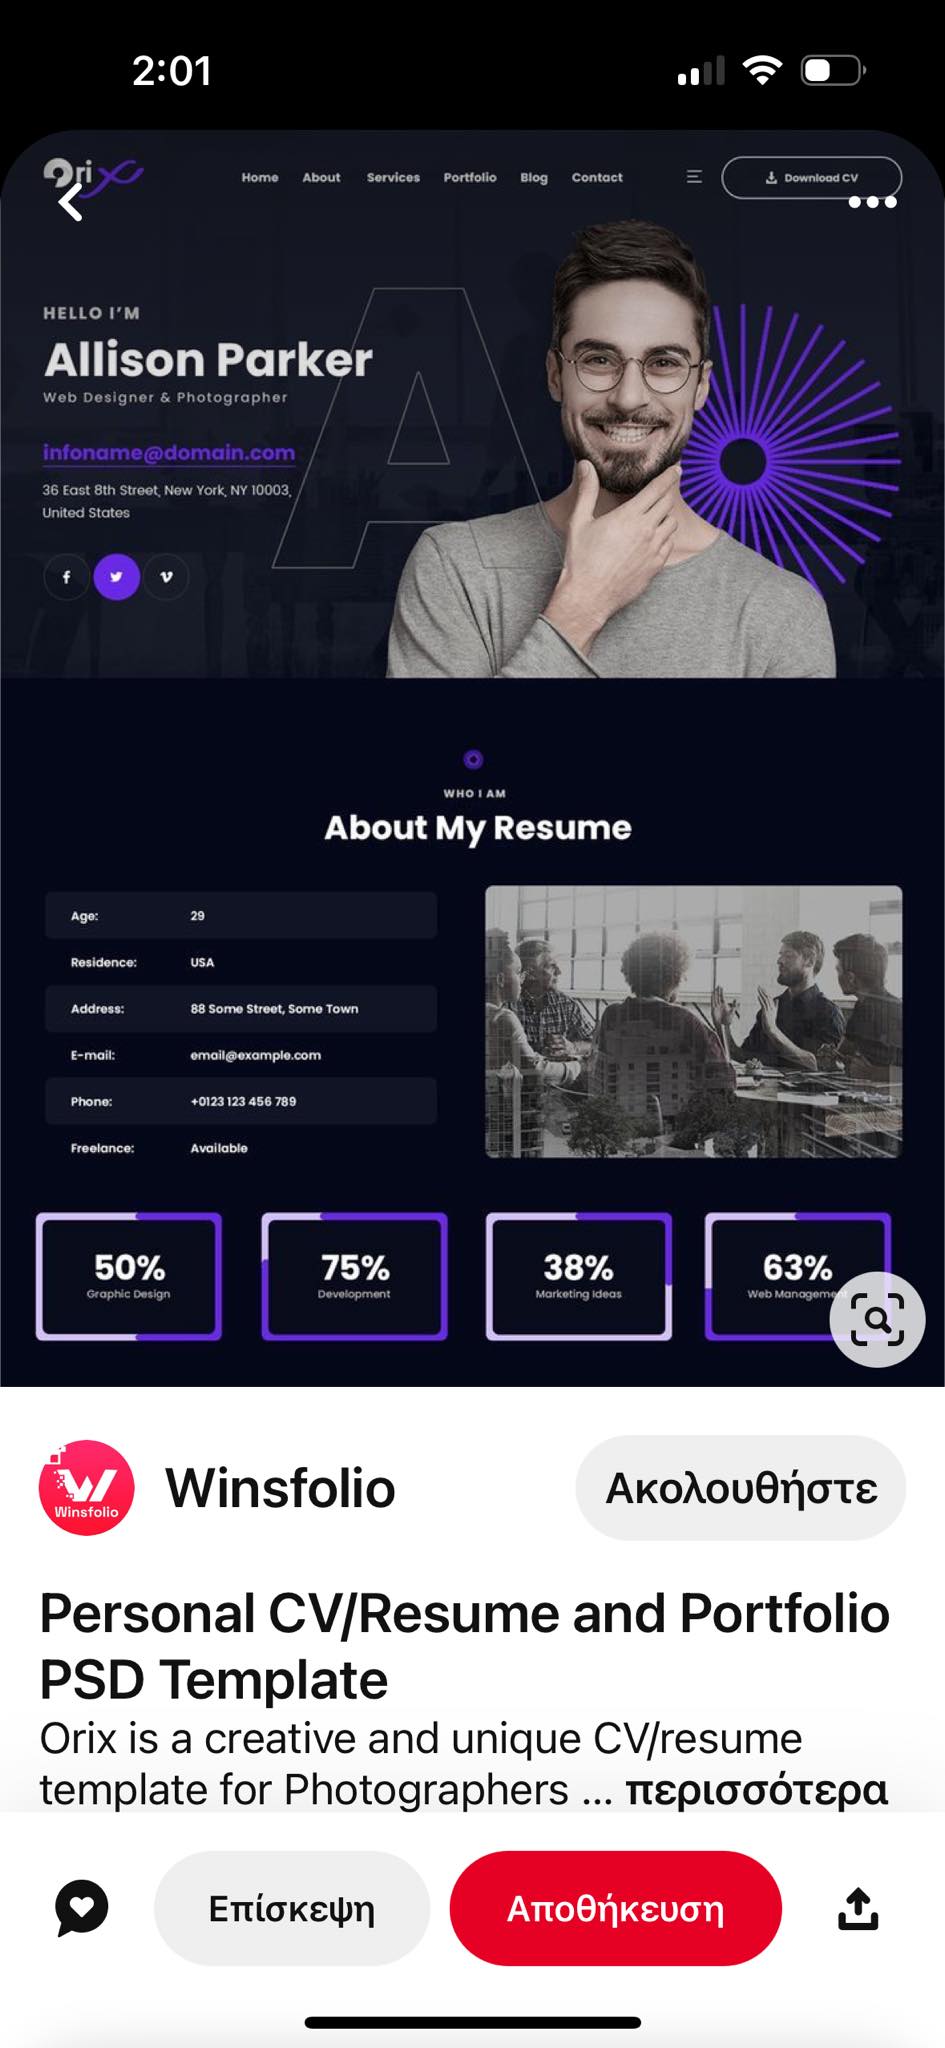 2:01
Orix
Home About Services Portfolio Blog Contact Download CV
HELLO I'M
Allison Parker
Web Designer & Photographer
infoname@domain.com
36 East 8th Street, New York, NY 10003,
United States
A
WHO I AM
About My Resume
Age: 29
Residence: USA
Address: 88 Some Street, Some Town
E-mail: email@example.com
Phone: +0123 123 456 789
Freelance: Available
50% 75% 38% 63%
Graphic Design Development Marketing Ideas Web Management
Winsfolio
Winsfolio Ακολουθήστε
Personal CV/Resume and Portfolio
PSD Template
Orix is a creative and unique CV/resume
template for Photographers ... περισσότερα
Επίσκεψη Αποθήκευση